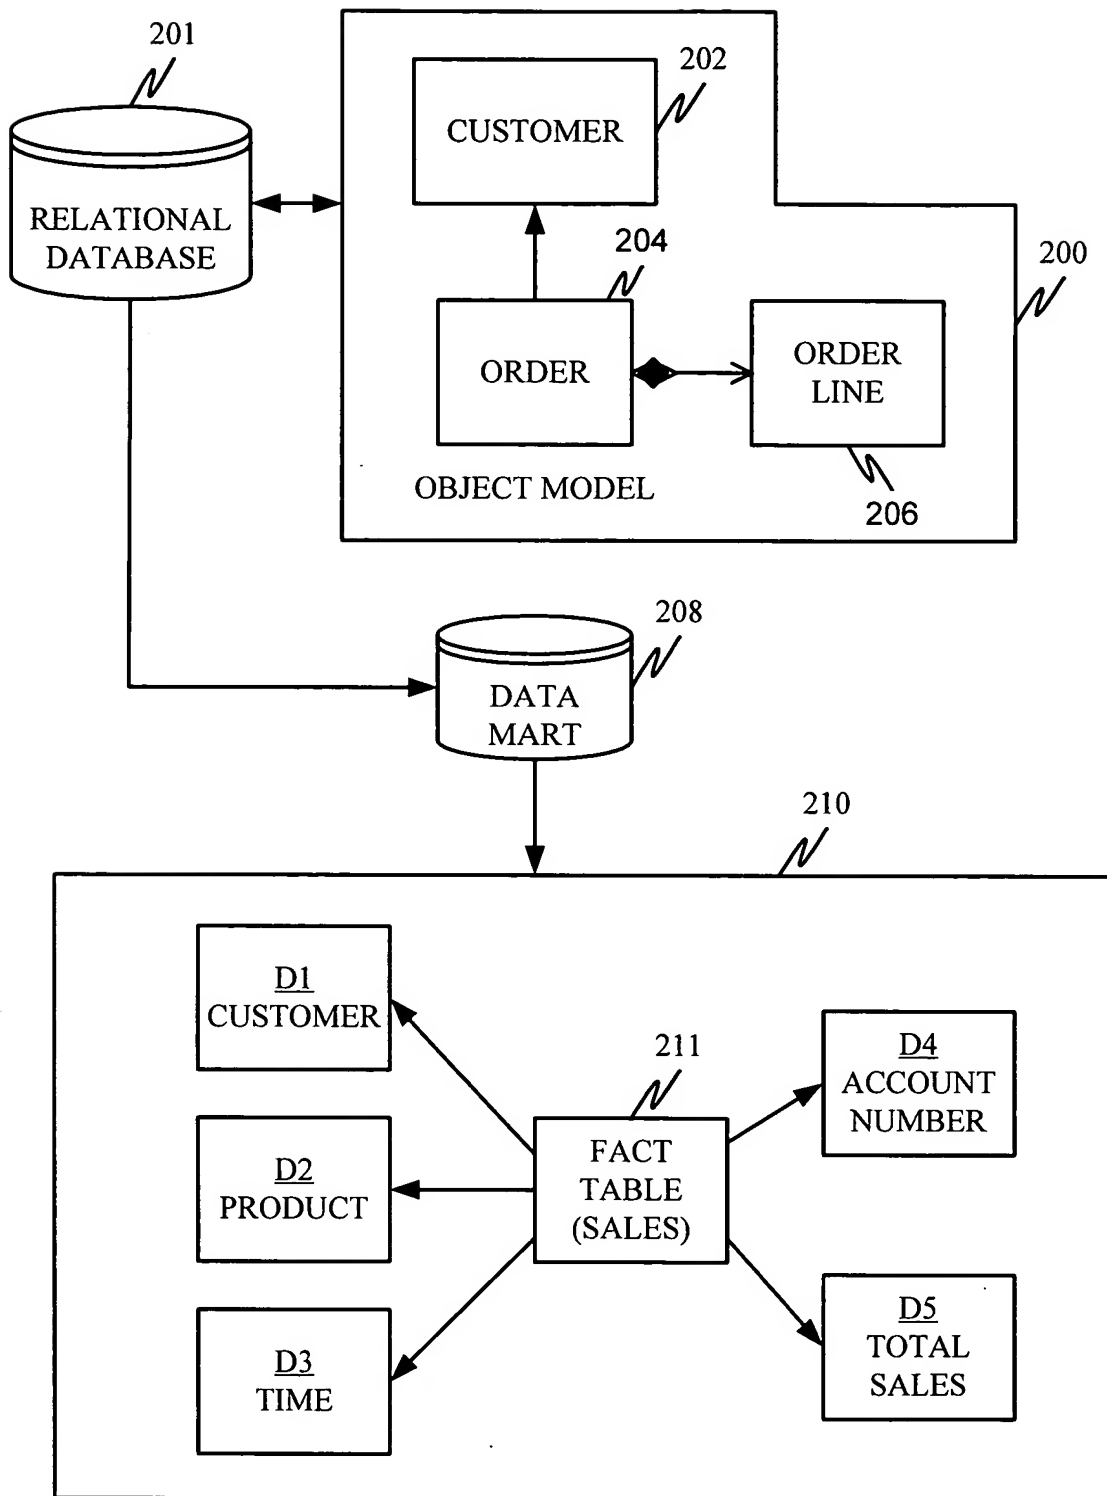 201
202
CUSTOMER
RELATIONAL
DATABASE
204
200
ORDER
ORDER
LINE
OBJECT MODEL
206
208
DATA
MART
210
D1
CUSTOMER
211
D4
ACCOUNT
NUMBER
FACT
TABLE
(SALES)
D2
PRODUCT
D5
TOTAL
SALES
D3
TIME